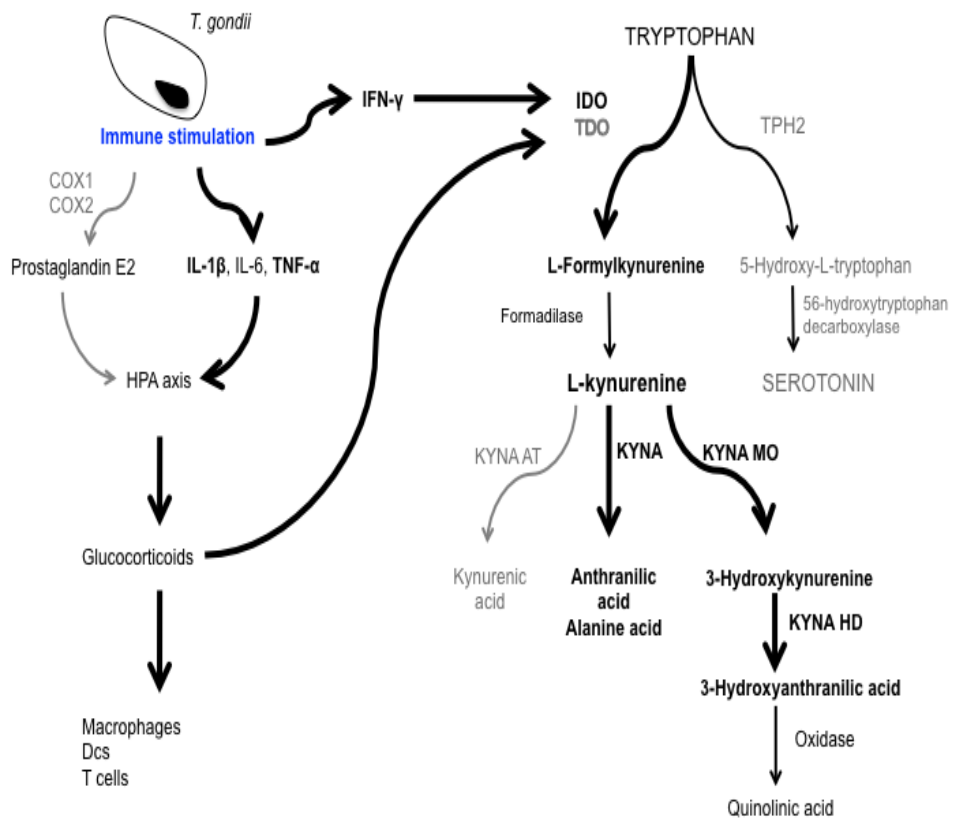 T. gondii
Immune stimulation
COX1
COX2
Prostaglandin E2
IL-1β, IL-6, TNF-α
HPA axis
Glucocorticoids
Macrophages
Dcs
T cells
IFN-γ
IDO
TDO
TRYPTOPHAN
TPH2
L-Formylkynurenine
5-Hydroxy-L-tryptophan
Formadilase
56-hydroxytryptophan
decarboxylase
L-kynurenine
SEROTONIN
KYNA AT
KYNA
KYNA MO
Kynurenic
acid
Anthranilic
acid
Alanine acid
3-Hydroxykynurenine
KYNA HD
3-Hydroxyanthranilic acid
Oxidase
Quinolinic acid